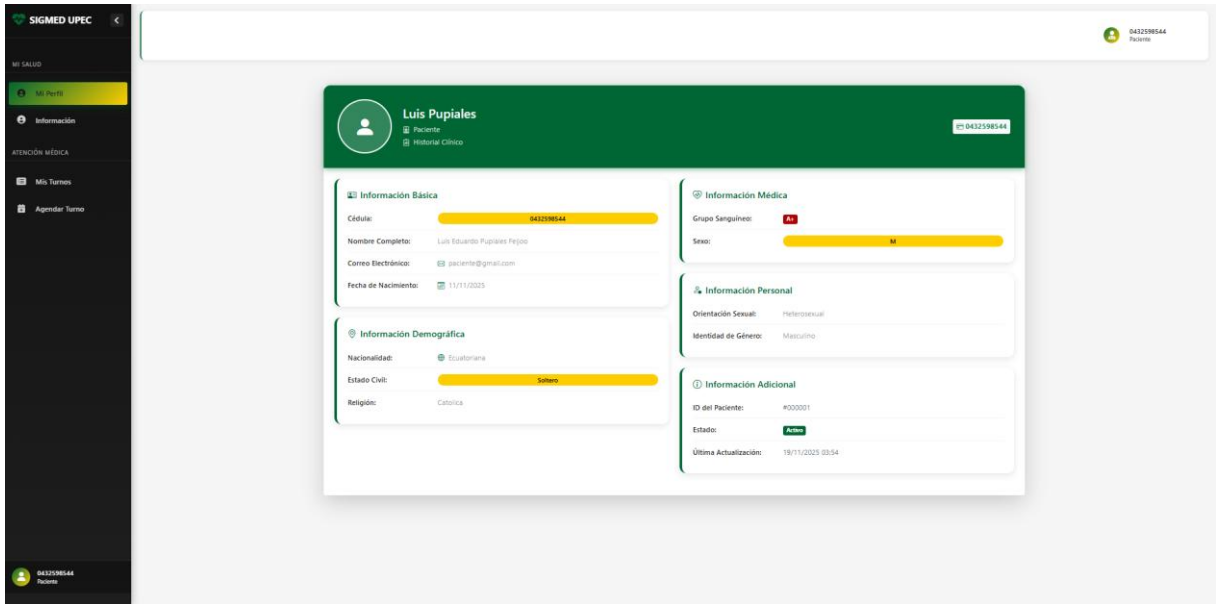 SIGMED UPEC
MI SALUD
Mi Perfil
Información
ATENCIÓN MÉDICA
Mis Turnos
Agendar Turno
0432598544
Paciente
0432598544
Paciente
Luis Pupiales
Paciente
Historial Clínico
0432598544
Información Básica
Cédula: 0432598544
Nombre Completo: Luis Eduardo Pupiales Feijoo
Correo Electrónico: paciente@gmail.com
Fecha de Nacimiento: 11/11/2025
Información Demográfica
Nacionalidad: Ecuatoriana
Estado Civil: Soltero
Religión: Catolica
Información Médica
Grupo Sanguíneo: A+
Sexo: M
Información Personal
Orientación Sexual: Heterosexual
Identidad de Género: Masculino
Información Adicional
ID del Paciente: #000001
Estado: Activo
Última Actualización: 19/11/2025 03:54